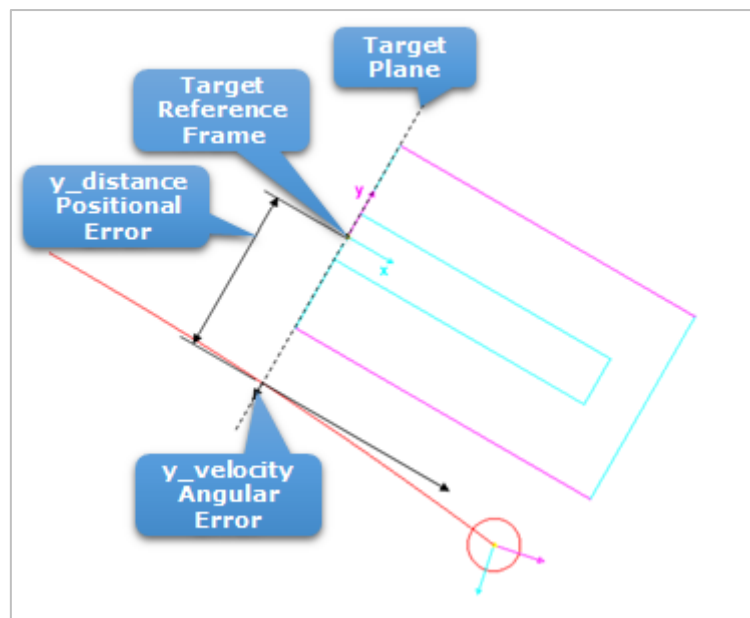 Target
Plane
Target
Reference
Frame
y_distance
Positional
Error
y
x
y_velocity
Angular
Error